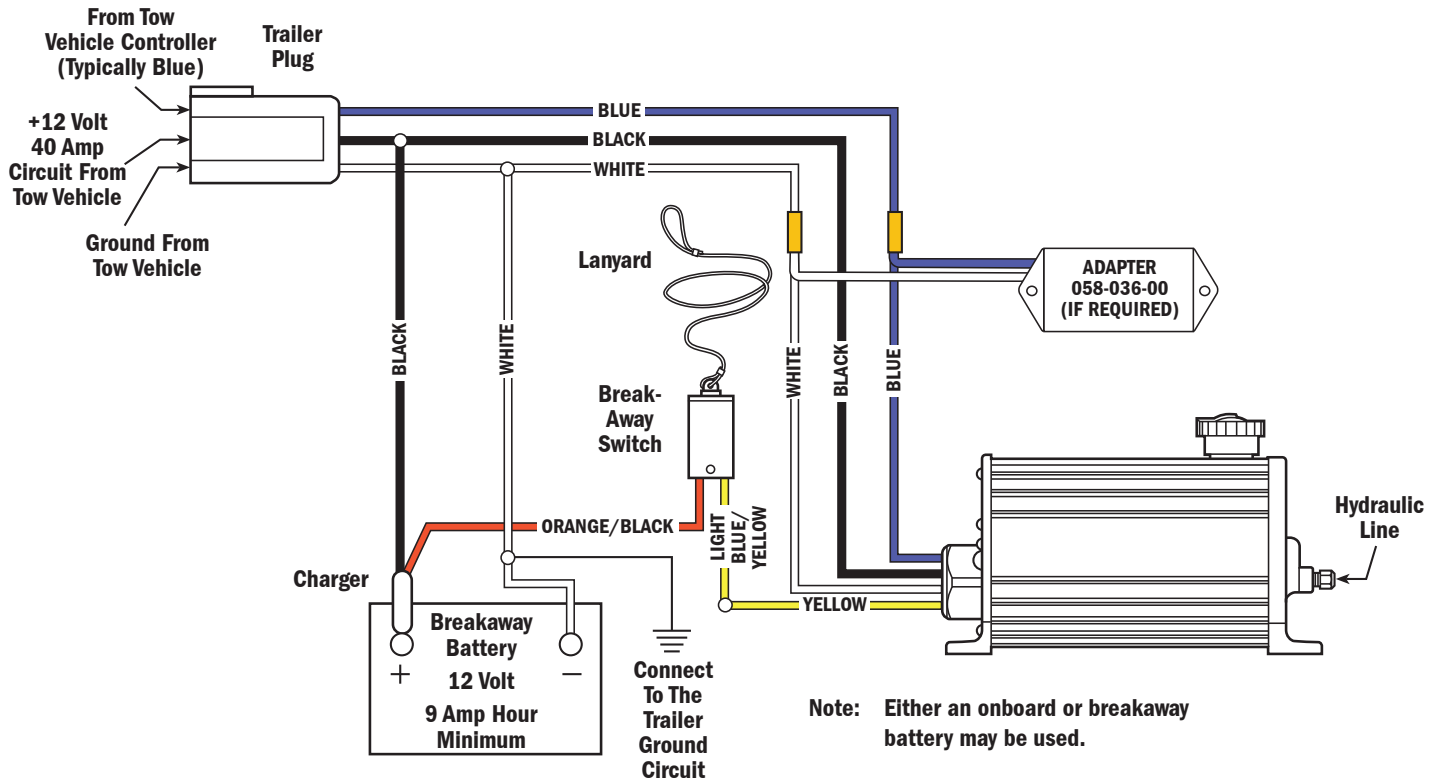 From Tow
Vehicle Controller
(Typically Blue)
Trailer
Plug
+12 Volt
40 Amp
Circuit From
Tow Vehicle
Ground From
Tow Vehicle
BLUE
BLACK
WHITE
Lanyard
ADAPTER
058-036-00
(IF REQUIRED)
BLACK
WHITE
WHITE
BLACK
BLUE
Break-
Away
Switch
ORANGE/BLACK
LIGHT
BLUE/
YELLOW
YELLOW
Hydraulic
Line
Charger
Breakaway
Battery
+
−
12 Volt
9 Amp Hour
Minimum
Connect
To The
Trailer
Ground
Circuit
Note: Either an onboard or breakaway
battery may be used.